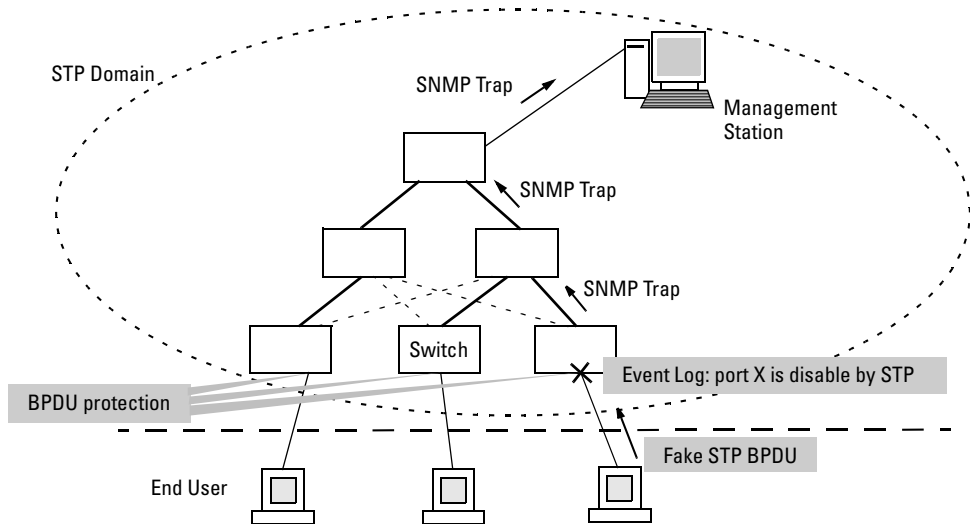 STP Domain
SNMP Trap
Management
Station
SNMP Trap
SNMP Trap
Switch
Event Log: port X is disable by STP
BPDU protection
Fake STP BPDU
End User